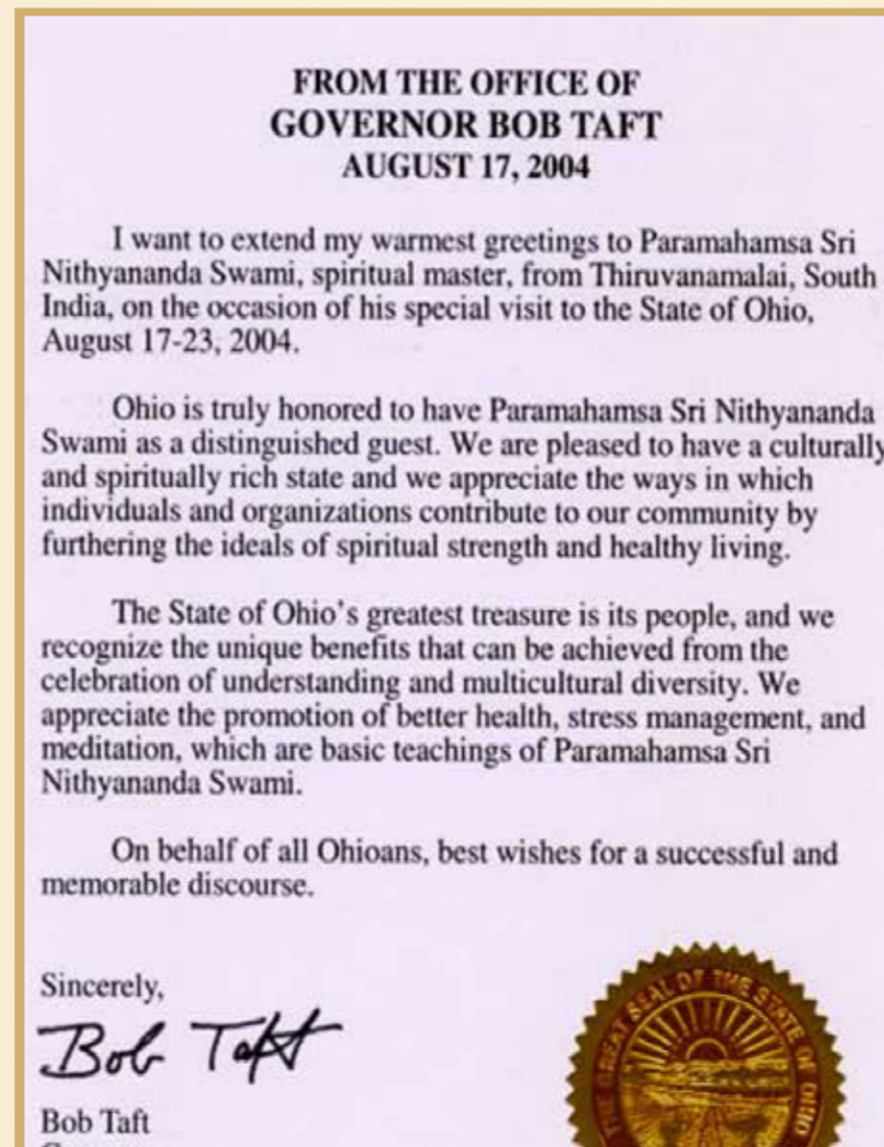 FROM THE OFFICE OF
GOVERNOR BOB TAFT
AUGUST 17, 2004
I want to extend my warmest greetings to Paramahamsa Sri
Nithyananda Swami, spiritual master, from Thiruvanamalai, South
India, on the occasion of his special visit to the State of Ohio,
August 17-23, 2004.
Ohio is truly honored to have Paramahamsa Sri Nithyananda
Swami as a distinguished guest. We are pleased to have a culturally
and spiritually rich state and we appreciate the ways in which
individuals and organizations contribute to our community by
furthering the ideals of spiritual strength and healthy living.
The State of Ohio's greatest treasure is its people, and we
recognize the unique benefits that can be achieved from the
celebration of understanding and multicultural diversity. We
appreciate the promotion of better health, stress management, and
meditation, which are basic teachings of Paramahamsa Sri
Nithyananda Swami.
On behalf of all Ohioans, best wishes for a successful and
memorable discourse.
Sincerely,
Bob Taft
Bob Taft
THE GREAT SEAL OF THE STATE OF OHIO